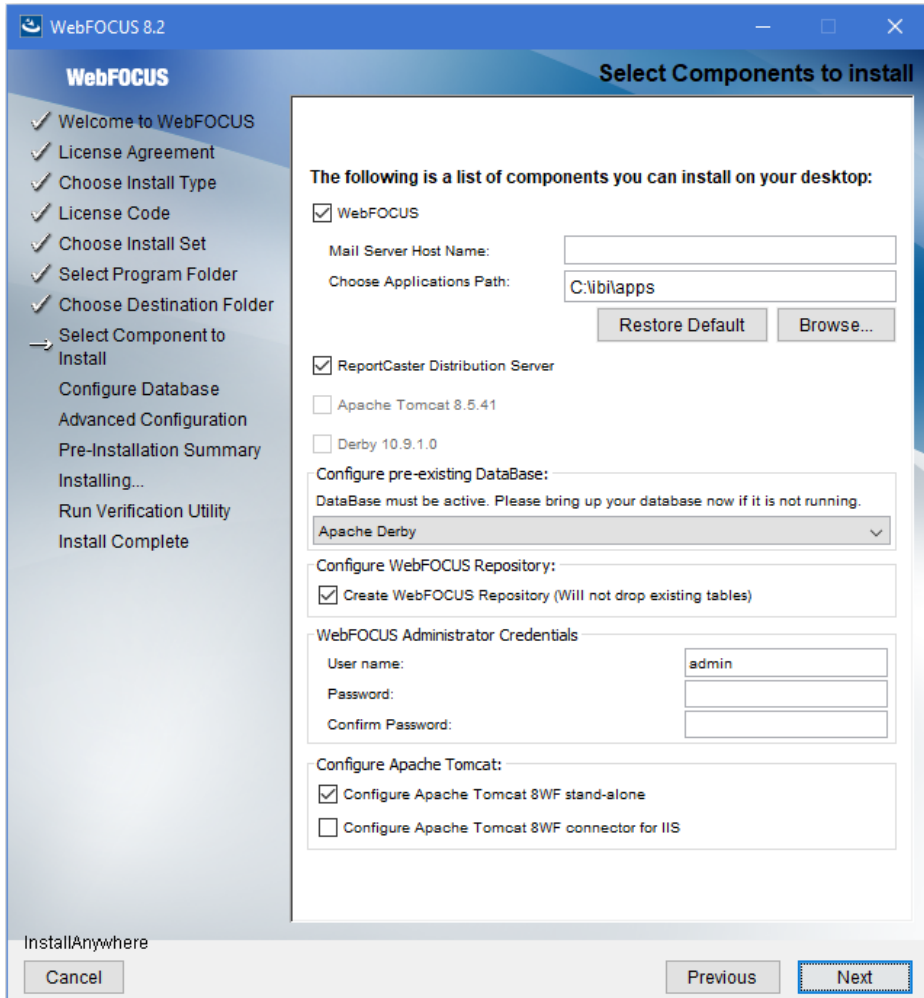 WebFOCUS 8.2
WebFOCUS
Select Components to install
Welcome to WebFOCUS
License Agreement
Choose Install Type
License Code
Choose Install Set
Select Program Folder
Choose Destination Folder
Select Component to
Install
Configure Database
Advanced Configuration
Pre-Installation Summary
Installing...
Run Verification Utility
Install Complete
The following is a list of components you can install on your desktop:
WebFOCUS
Mail Server Host Name:
Choose Applications Path: C:\ibi\apps
Restore Default Browse...
ReportCaster Distribution Server
Apache Tomcat 8.5.41
Derby 10.9.1.0
Configure pre-existing DataBase:
DataBase must be active. Please bring up your database now if it is not running.
Apache Derby
Configure WebFOCUS Repository:
Create WebFOCUS Repository (Will not drop existing tables)
WebFOCUS Administrator Credentials
User name: admin
Password:
Confirm Password:
Configure Apache Tomcat:
Configure Apache Tomcat 8WF stand-alone
Configure Apache Tomcat 8WF connector for IIS
InstallAnywhere
Cancel Previous Next